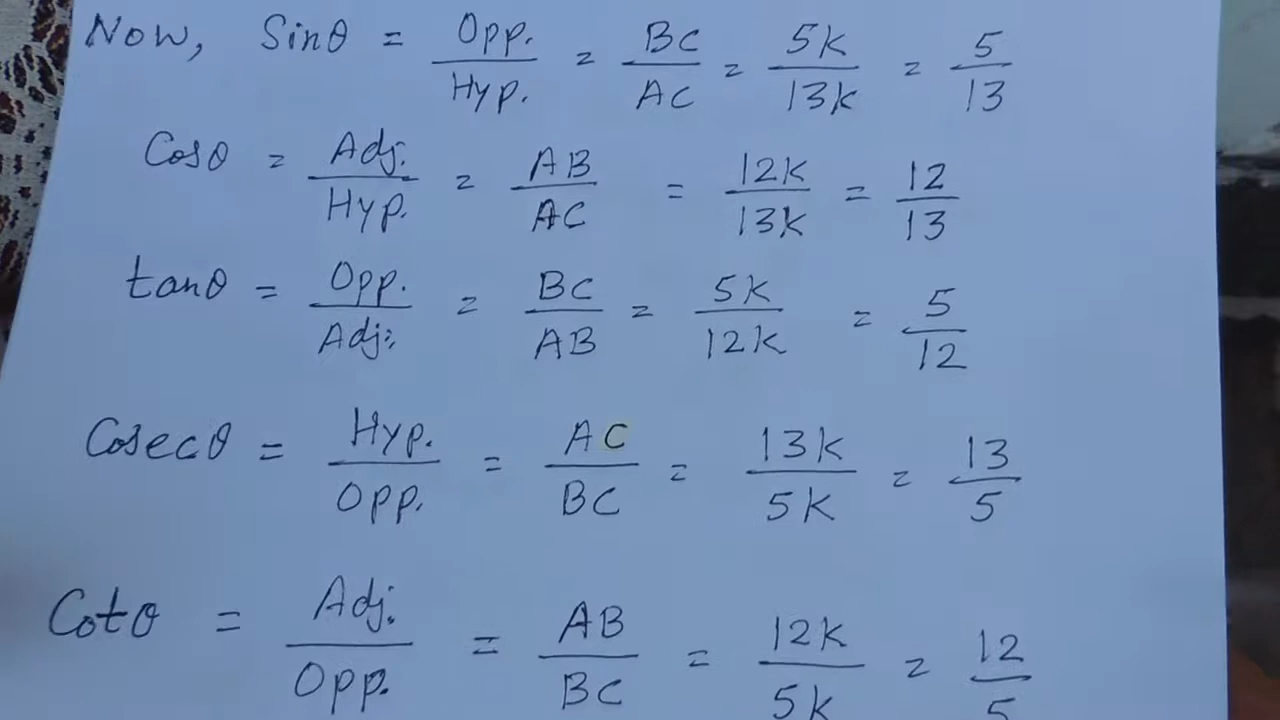 Now, Sinθ = Opp./Hyp. = BC/AC = 5k/13k = 5/13
Cosθ = Adj./Hyp. = AB/AC = 12k/13k = 12/13
tanθ = Opp./Adj. = BC/AB = 5k/12k = 5/12
Cosecθ = Hyp./Opp. = AC/BC = 13k/5k = 13/5
Cotθ = Adj./Opp. = AB/BC = 12k/5k = 12/5